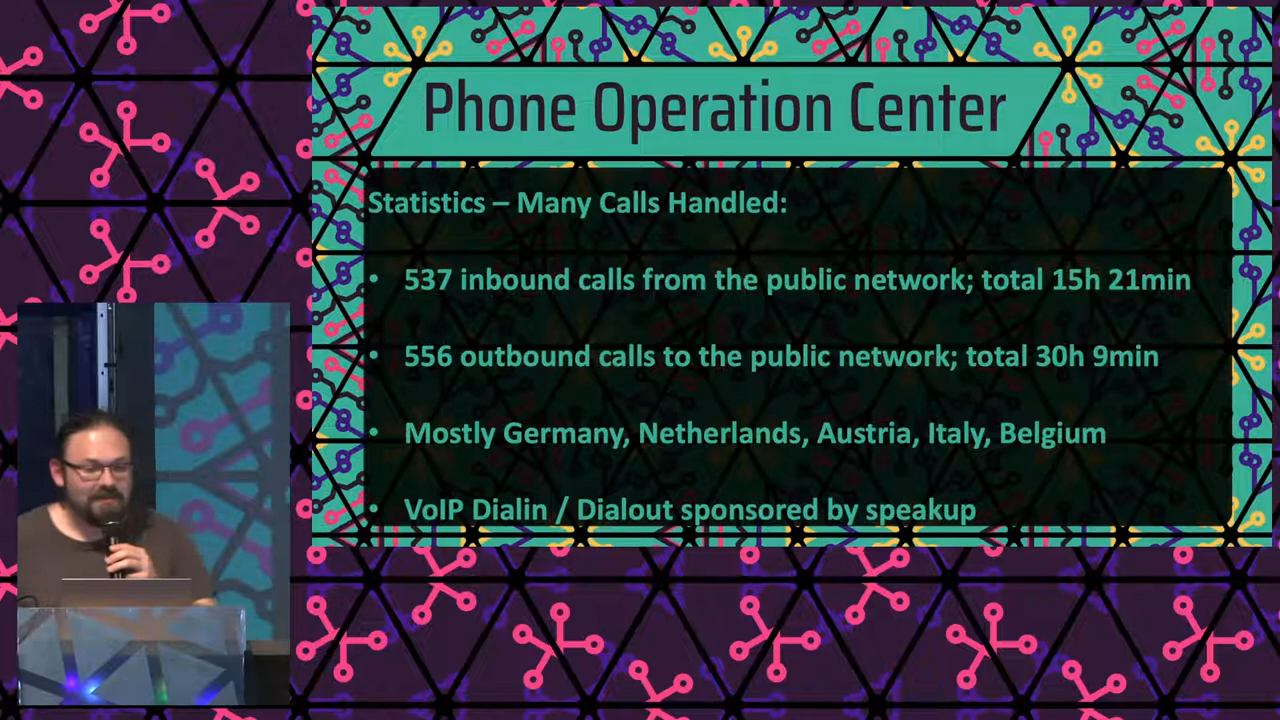 Phone Operation Center
Statistics – Many Calls Handled:
• 537 inbound calls from the public network; total 15h 21min
• 556 outbound calls to the public network; total 30h 9min
• Mostly Germany, Netherlands, Austria, Italy, Belgium
• VoIP Dialin / Dialout sponsored by speakup